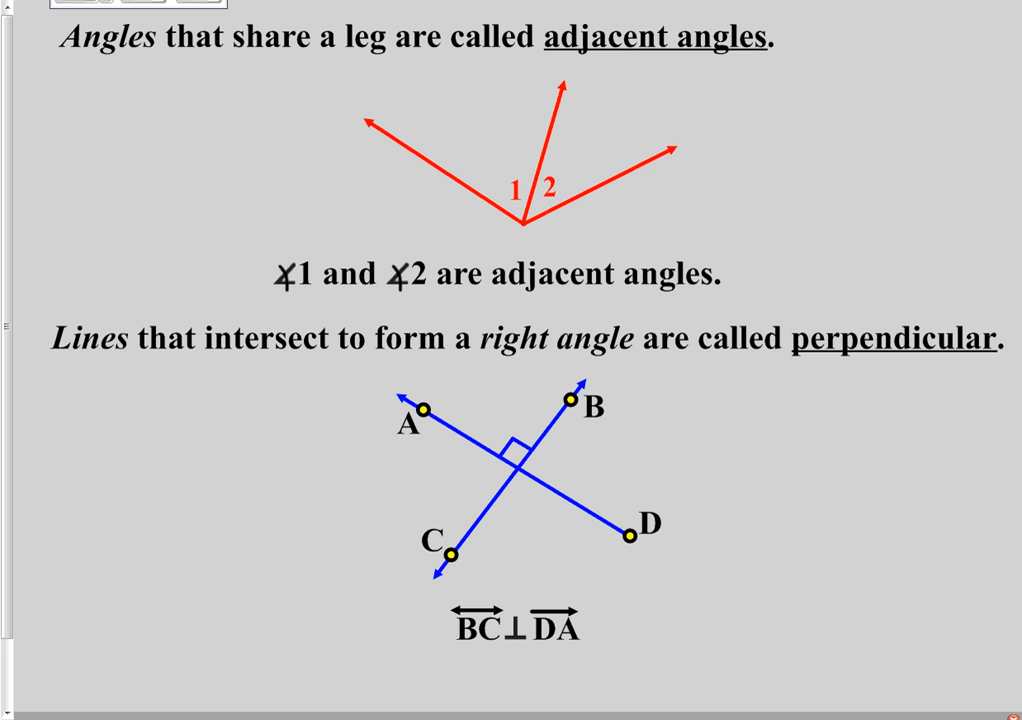 Angles that share a leg are called adjacent angles.
1 2
∡1 and ∡2 are adjacent angles.
Lines that intersect to form a right angle are called perpendicular.
A
B
C
D
BC⊥DA